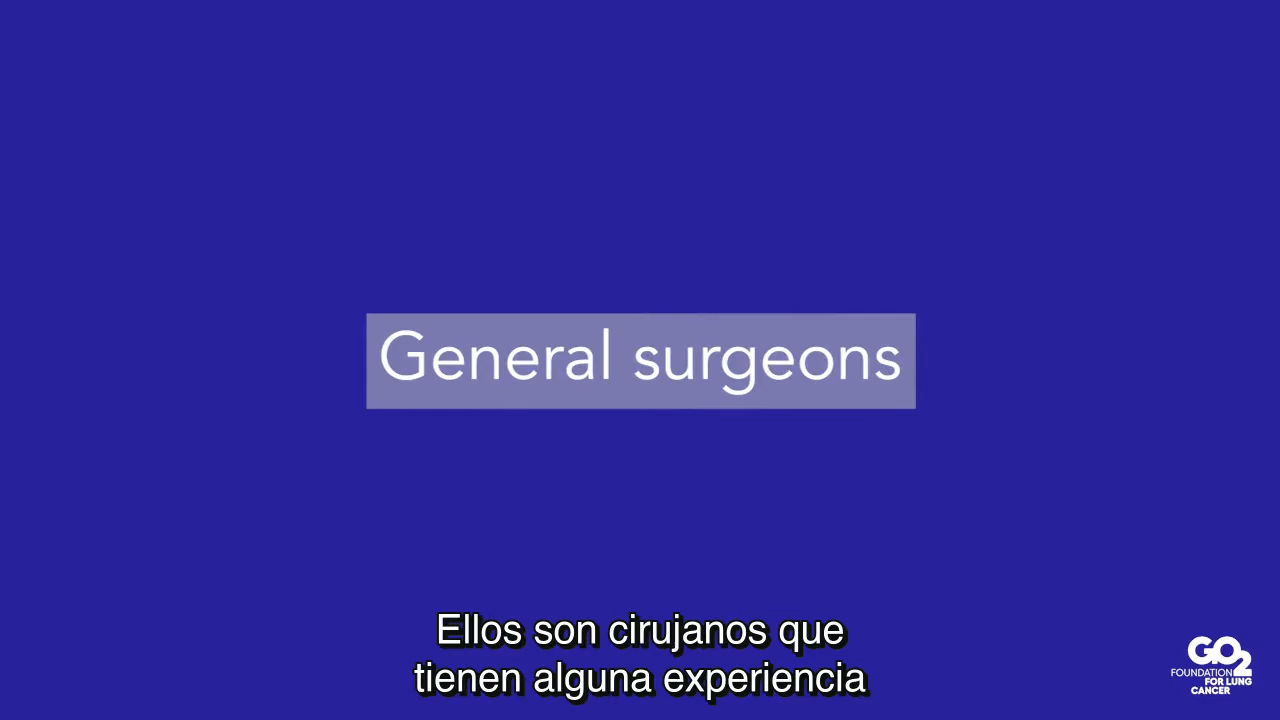 General surgeons
Ellos son cirujanos que
tienen alguna experiencia
GO2
FOUNDATION
FOR LUNG
CANCER